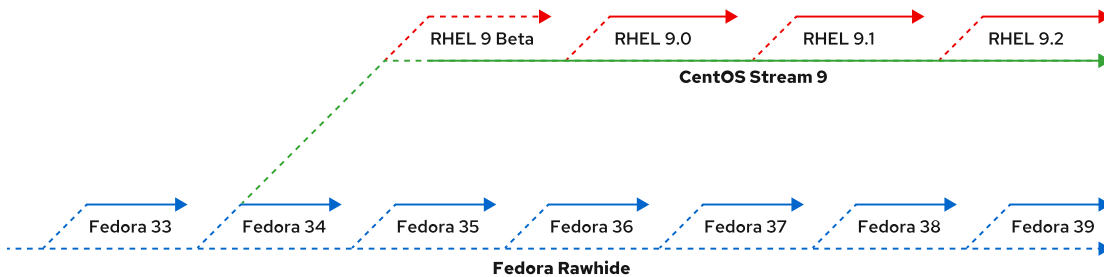 RHEL 9 Beta
RHEL 9.0
RHEL 9.1
RHEL 9.2
CentOS Stream 9
Fedora 33
Fedora 34
Fedora 35
Fedora 36
Fedora 37
Fedora 38
Fedora 39
Fedora Rawhide